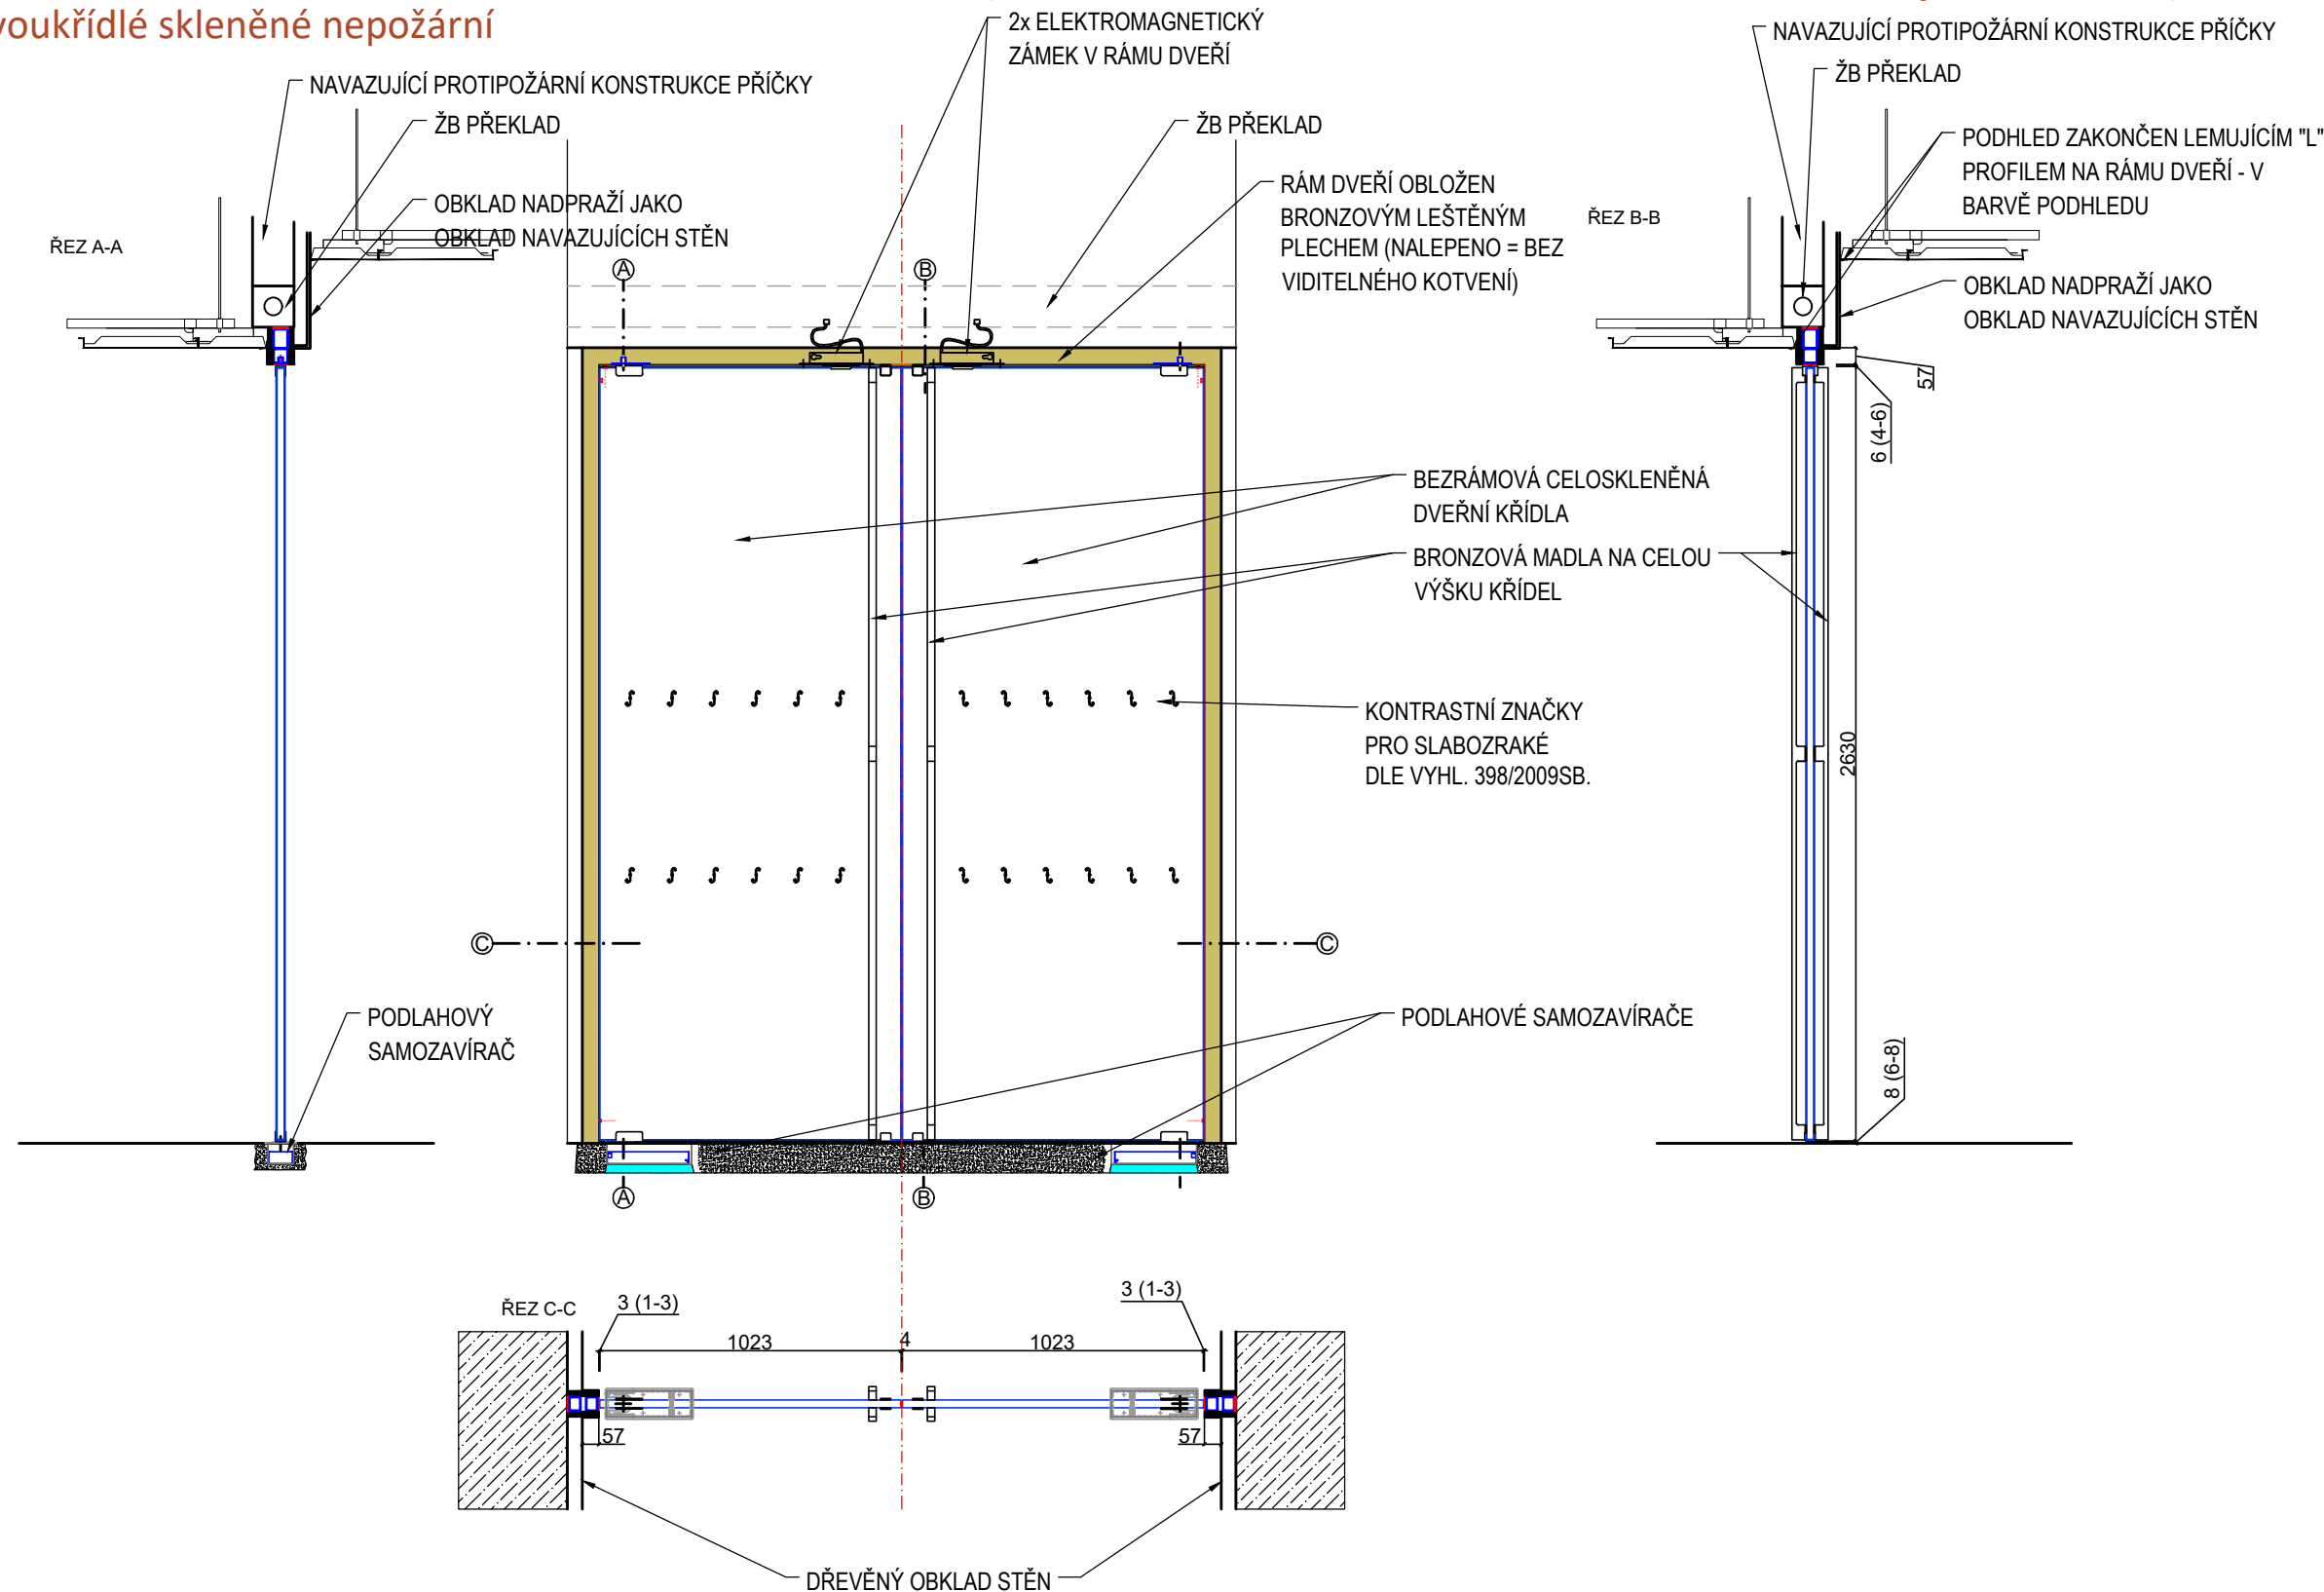 voukřídlé skleněné nepožární
2x ELEKTROMAGNETICKÝ
ZÁMEK V RÁMU DVEŘÍ
NAVAZUJÍCÍ PROTIPOŽÁRNÍ KONSTRUKCE PŘÍČKY
ŽB PŘEKLAD
OBKLAD NADPRAŽÍ JAKO
OBKLAD NAVAZUJÍCÍCH STĚN
ŘEZ A-A
ŽB PŘEKLAD
RÁM DVEŘÍ OBLOŽEN
BRONZOVÝM LEŠTĚNÝM
PLECHEM (NALEPENO = BEZ
VIDITELNÉHO KOTVENÍ)
NAVAZUJÍCÍ PROTIPOŽÁRNÍ KONSTRUKCE PŘÍČKY
ŽB PŘEKLAD
PODHLED ZAKONČEN LEMUJÍCÍM "L"
PROFILEM NA RÁMU DVEŘÍ - V
BARVĚ PODHLEDU
ŘEZ B-B
OBKLAD NADPRAŽÍ JAKO
OBKLAD NAVAZUJÍCÍCH STĚN
A
B
57
6 (4-6)
BEZRÁMOVÁ CELOSKLENĚNÁ
DVEŘNÍ KŘÍDLA
BRONZOVÁ MADLA NA CELOU
VÝŠKU KŘÍDEL
KONTRASTNÍ ZNAČKY
PRO SLABOZRAKÉ
DLE VYHL. 398/2009SB.
2630
C
C
PODLAHOVÝ
SAMOZAVÍRAČ
PODLAHOVÉ SAMOZAVÍRAČE
8 (6-8)
A
B
ŘEZ C-C
3 (1-3)
3 (1-3)
1023
4
1023
57
57
DŘEVĚNÝ OBKLAD STĚN